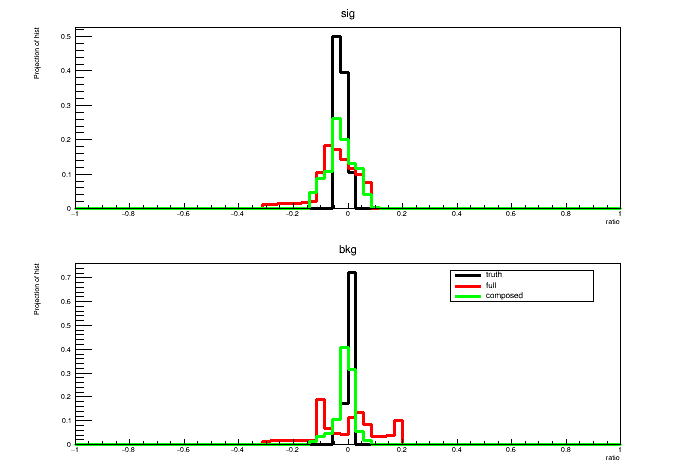 sig
Projection of hist
0.5
0.4
0.3
0.2
0.1
0
−1 −0.8 −0.6 −0.4 −0.2 0 0.2 0.4 0.6 0.8 1
ratio
bkg
Projection of hist
truth
full
composed
0.7
0.6
0.5
0.4
0.3
0.2
0.1
0
−1 −0.8 −0.6 −0.4 −0.2 0 0.2 0.4 0.6 0.8 1
ratio